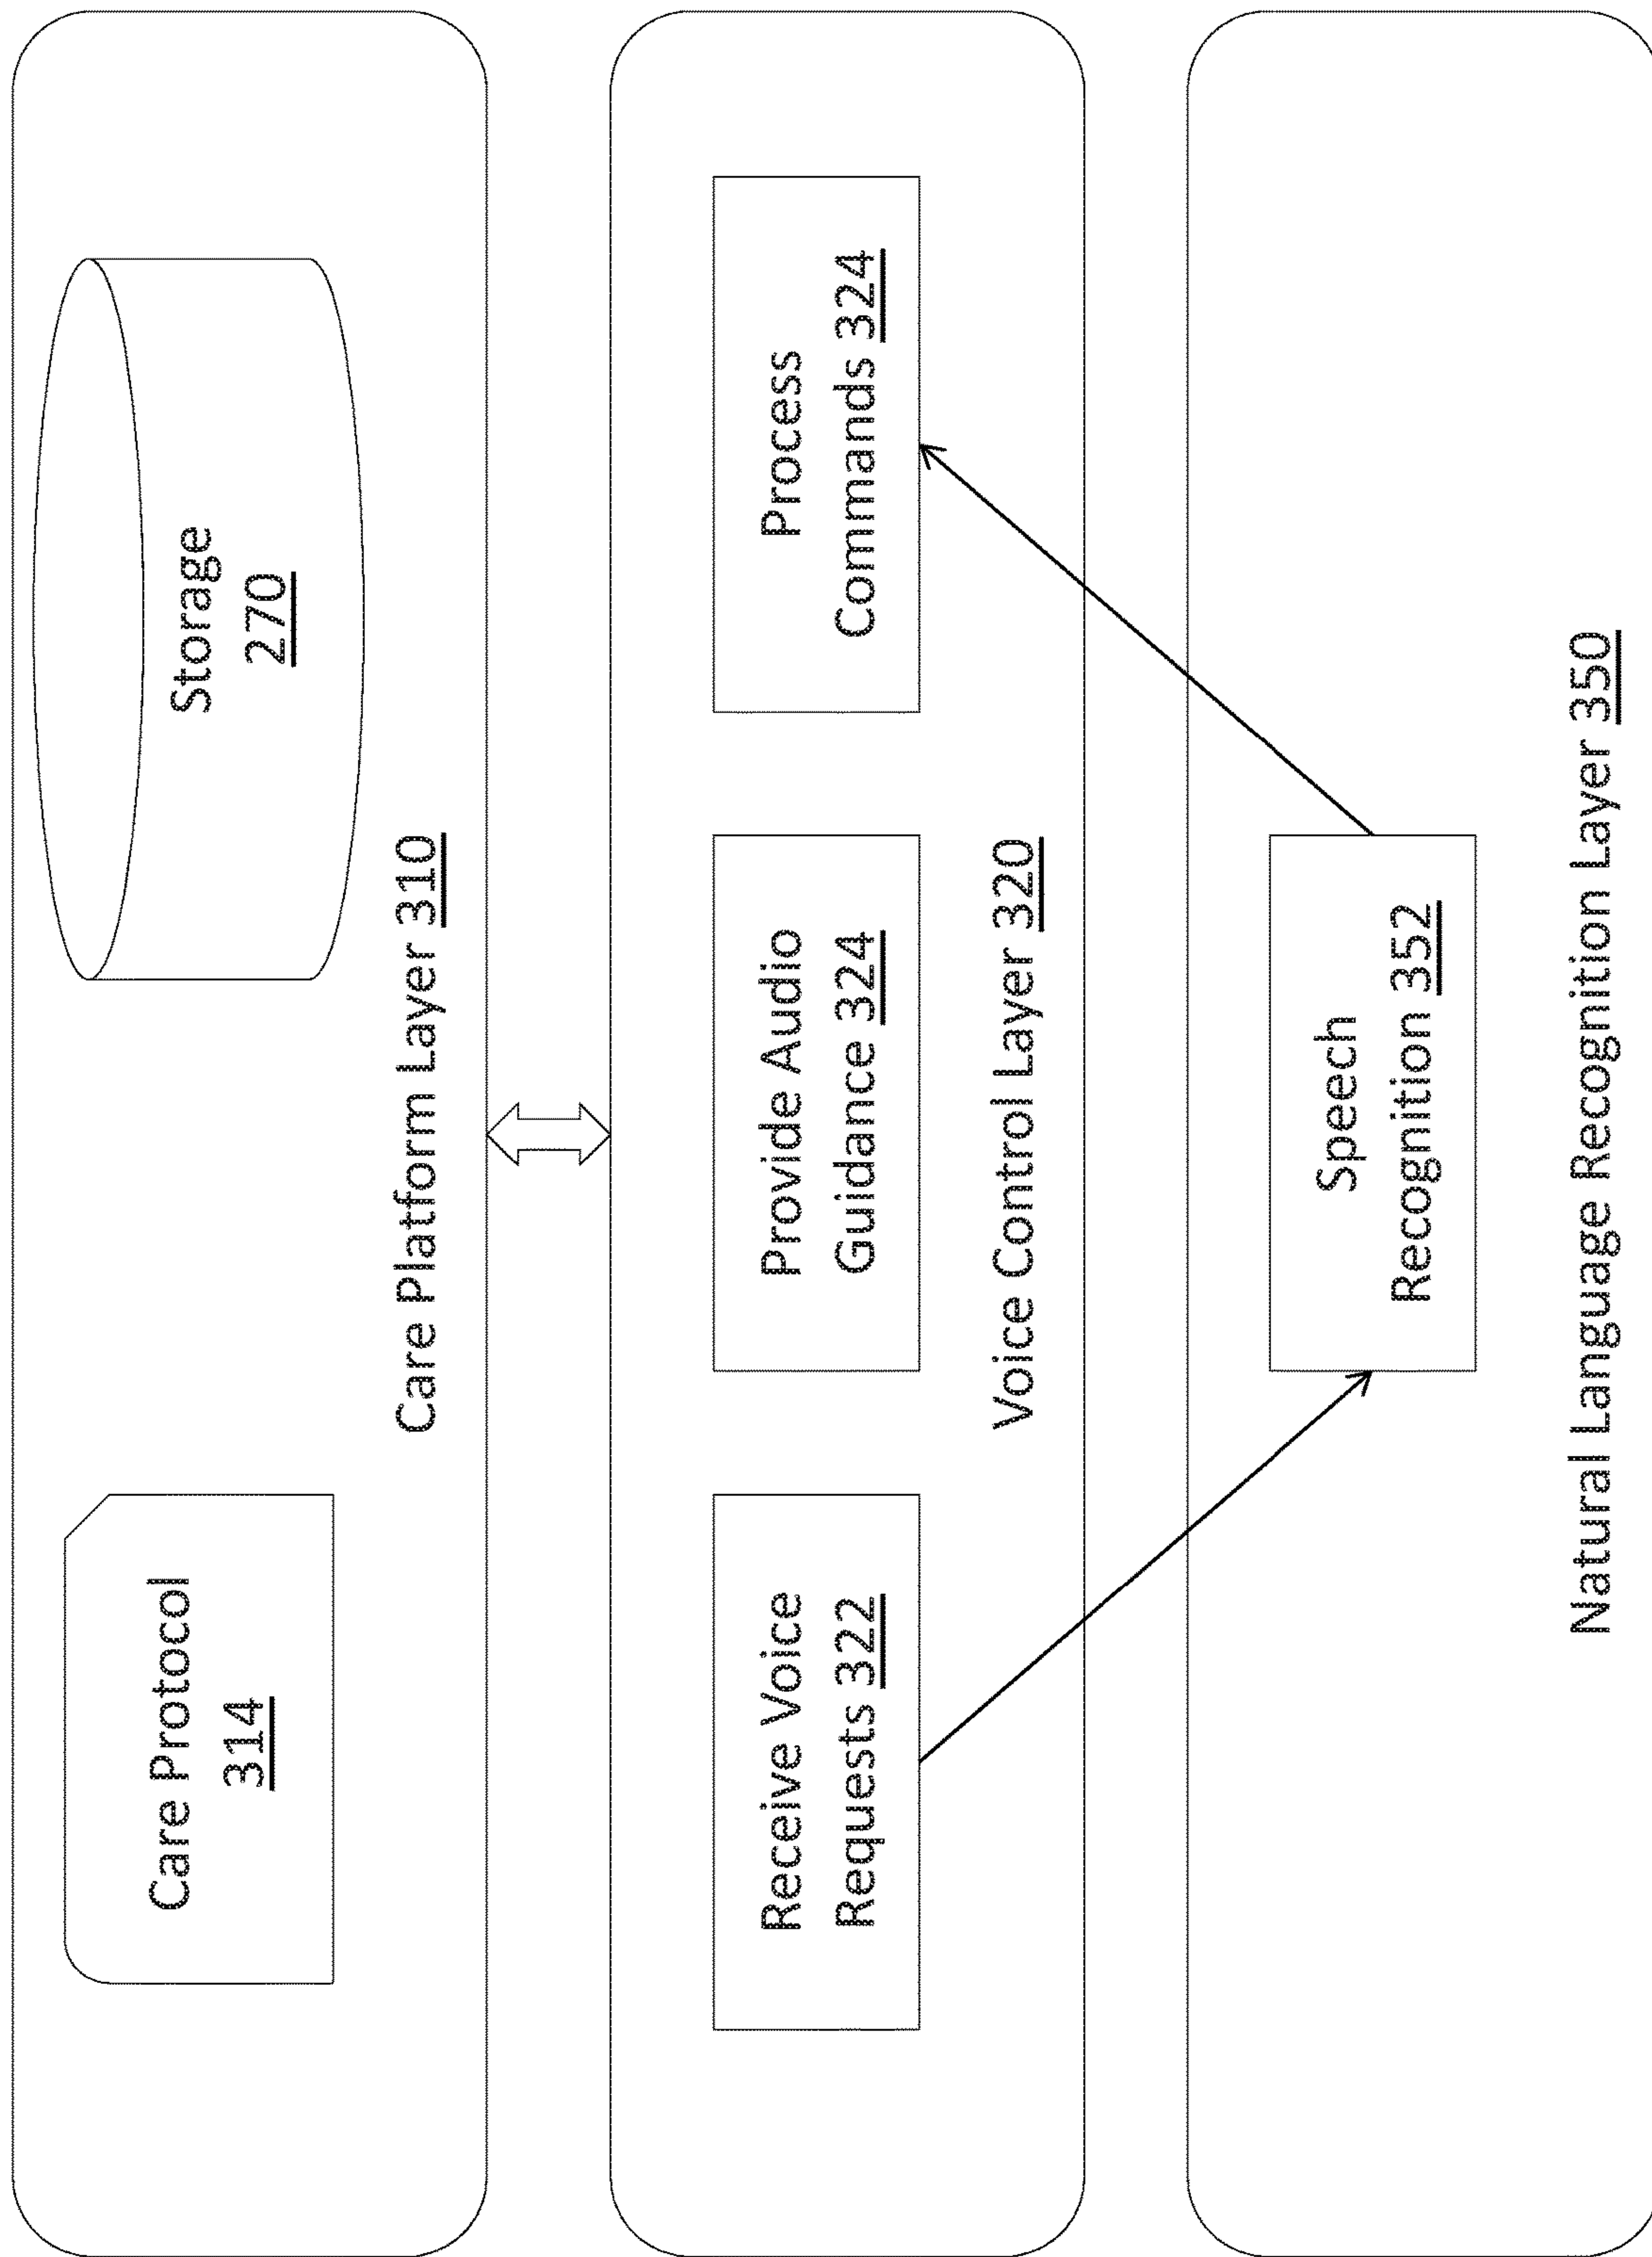 Care Protocol
314
Storage
270
Care Platform Layer 310
Receive Voice
Requests 322
Provide Audio
Guidance 324
Process
Commands 324
Voice Control Layer 320
Speech
Recognition 352
Natural Language Recognition Layer 350